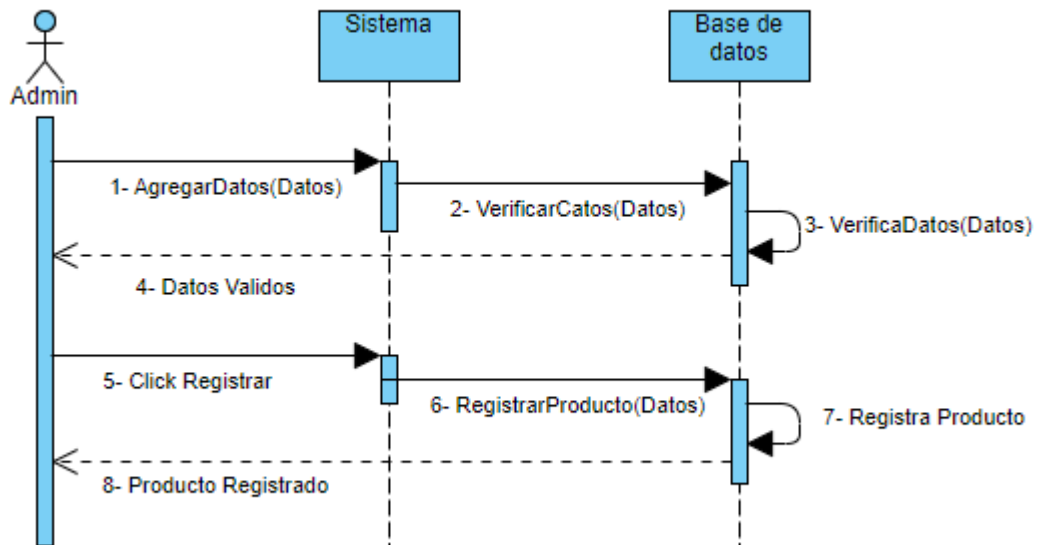 Admin
Sistema
Base de
datos
1- AgregarDatos(Datos)
2- VerificarCatos(Datos)
3- VerificaDatos(Datos)
4- Datos Validos
5- Click Registrar
6- RegistrarProducto(Datos)
7- Registra Producto
8- Producto Registrado